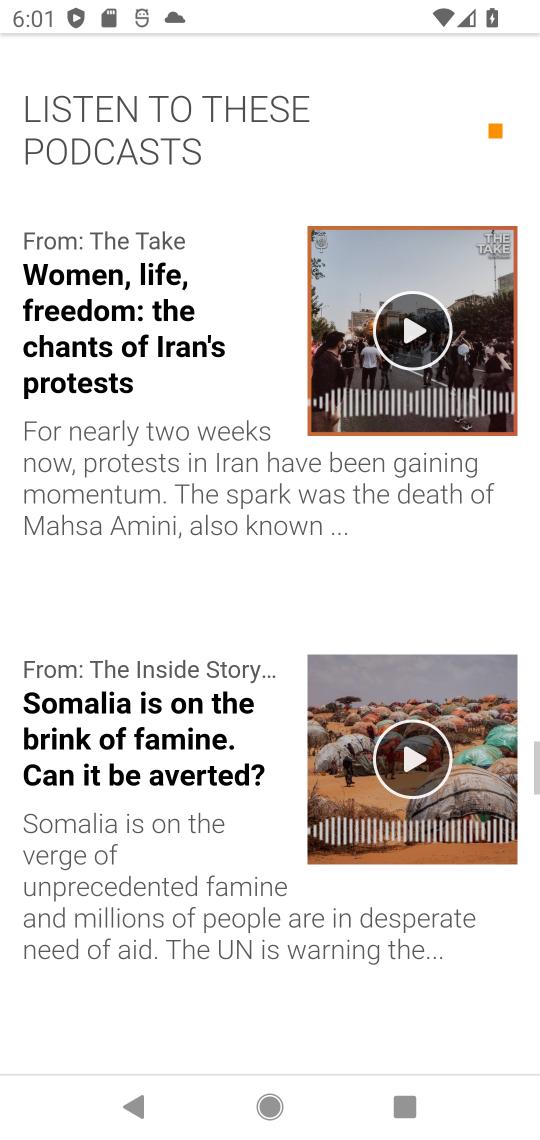 6:01
LISTEN TO THESE
PODCASTS
From: The Take
Women, life,
freedom: the
chants of Iran's
protests
THE
TAKE
For nearly two weeks
now, protests in Iran have been gaining
momentum. The spark was the death of
Mahsa Amini, also known ...
From: The Inside Story...
Somalia is on the
brink of famine.
Can it be averted?
Somalia is on the
verge of
unprecedented famine
and millions of people are in desperate
need of aid. The UN is warning the...